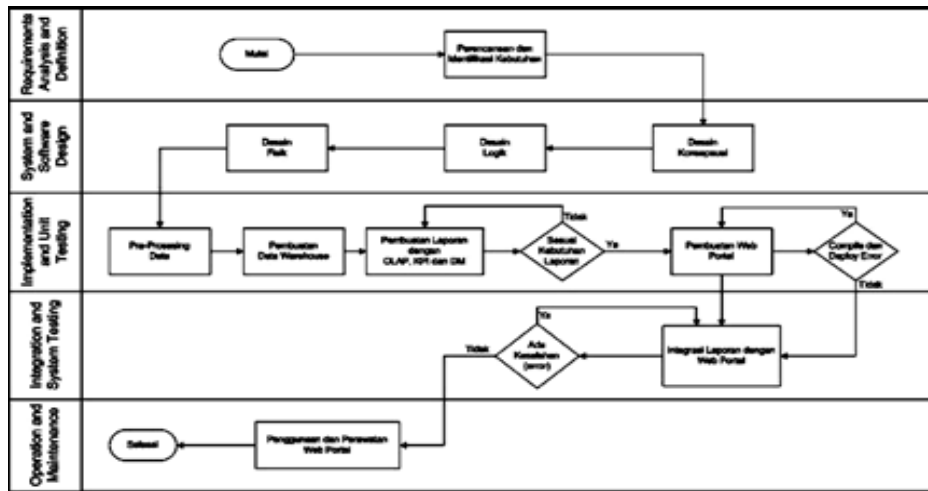 Requirements
Analysis and
Definition
Mulai
Perencanaan dan
Identifikasi Kebutuhan
System and
Software
Design
Desain
Fisik
Desain
Logik
Desain
Konsepsual
Implementation
and Unit
Testing
Pre-Prosesing
Data
Pembuatan
Data Warehouse
Pembuatan Laporan
dengan
OLAP, KPI dan DM
Tidak
Sesuai
Kebutuhan
Laporan
Ya
Pembuatan Web
Portal
Ya
Compile dan
Deploy Error
Tidak
Integration and
System Testing
Tidak
Ya
Ada
Kesalahan
(error)
Integrasi Laporan dengan
Web Portal
Operation and
Maintenance
Selesai
Penggunaan dan Perawatan
Web Portal